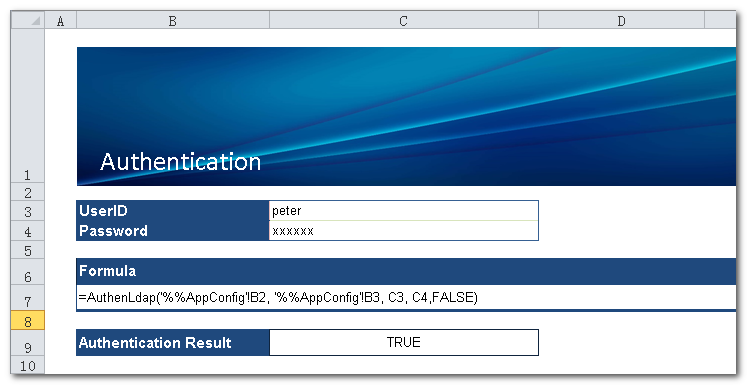 A B C D
1 Authentication
2
3 UserID peter
4 Password xxxxxx
5
6 Formula
7 =AuthenLdap('%%AppConfig'!B2, '%%AppConfig'!B3, C3, C4,FALSE)
8
9 Authentication Result TRUE
10